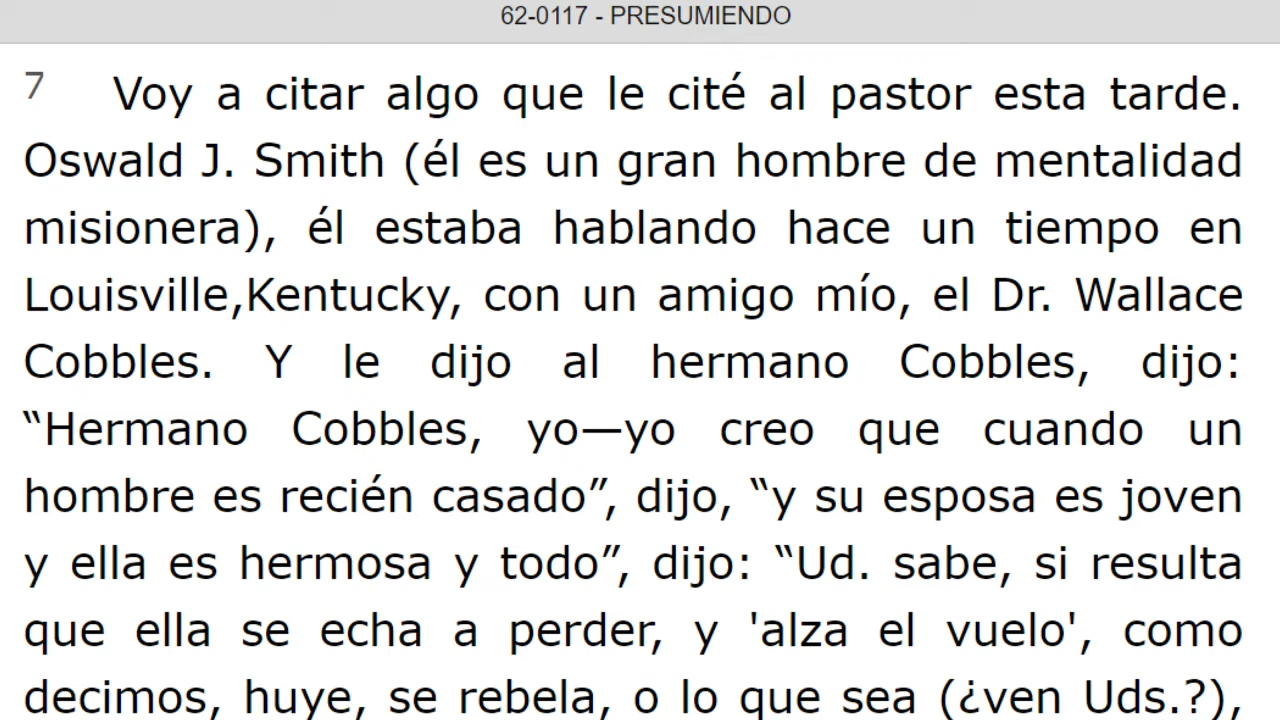 62-0117 - PRESUMIENDO
7 Voy a citar algo que le cité al pastor esta tarde.
Oswald J. Smith (él es un gran hombre de mentalidad
misionera), él estaba hablando hace un tiempo en
Louisville,Kentucky, con un amigo mío, el Dr. Wallace
Cobbles. Y le dijo al hermano Cobbles, dijo:
“Hermano Cobbles, yo—yo creo que cuando un
hombre es recién casado”, dijo, “y su esposa es joven
y ella es hermosa y todo”, dijo: “Ud. sabe, si resulta
que ella se echa a perder, y 'alza el vuelo', como
decimos, huye, se rebela, o lo que sea (¿ven Uds.?),